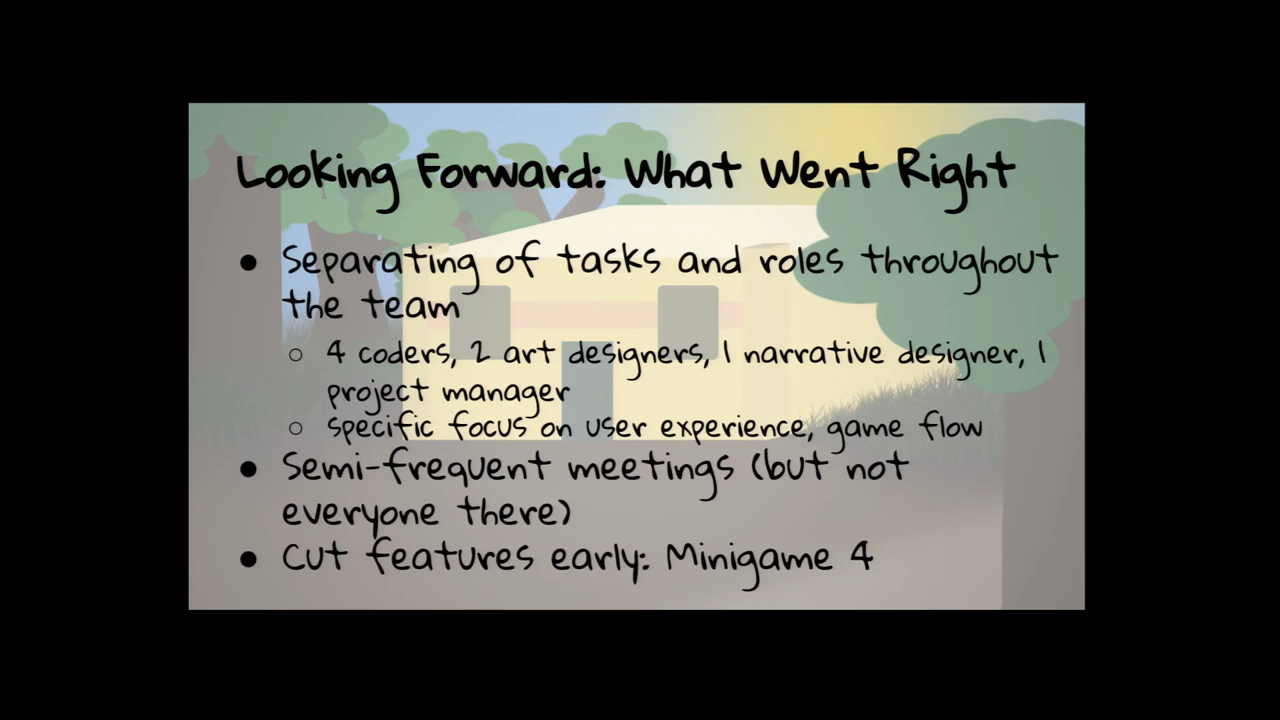 Looking Forward: What Went Right
● Separating of tasks and roles throughout
the team
○ 4 coders, 2 art designers, 1 narrative designer, 1
project manager
○ specific focus on user experience, game flow
● Semi-frequent meetings (but not
everyone there)
● Cut features early: Minigame 4